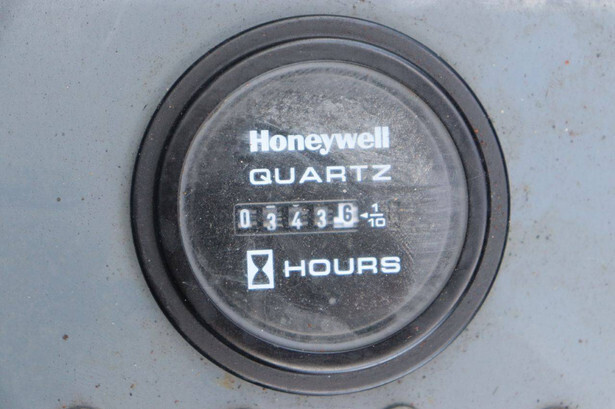 Honeywell
QUARTZ
0 3 4 3 6 ◄ 1/10
HOURS